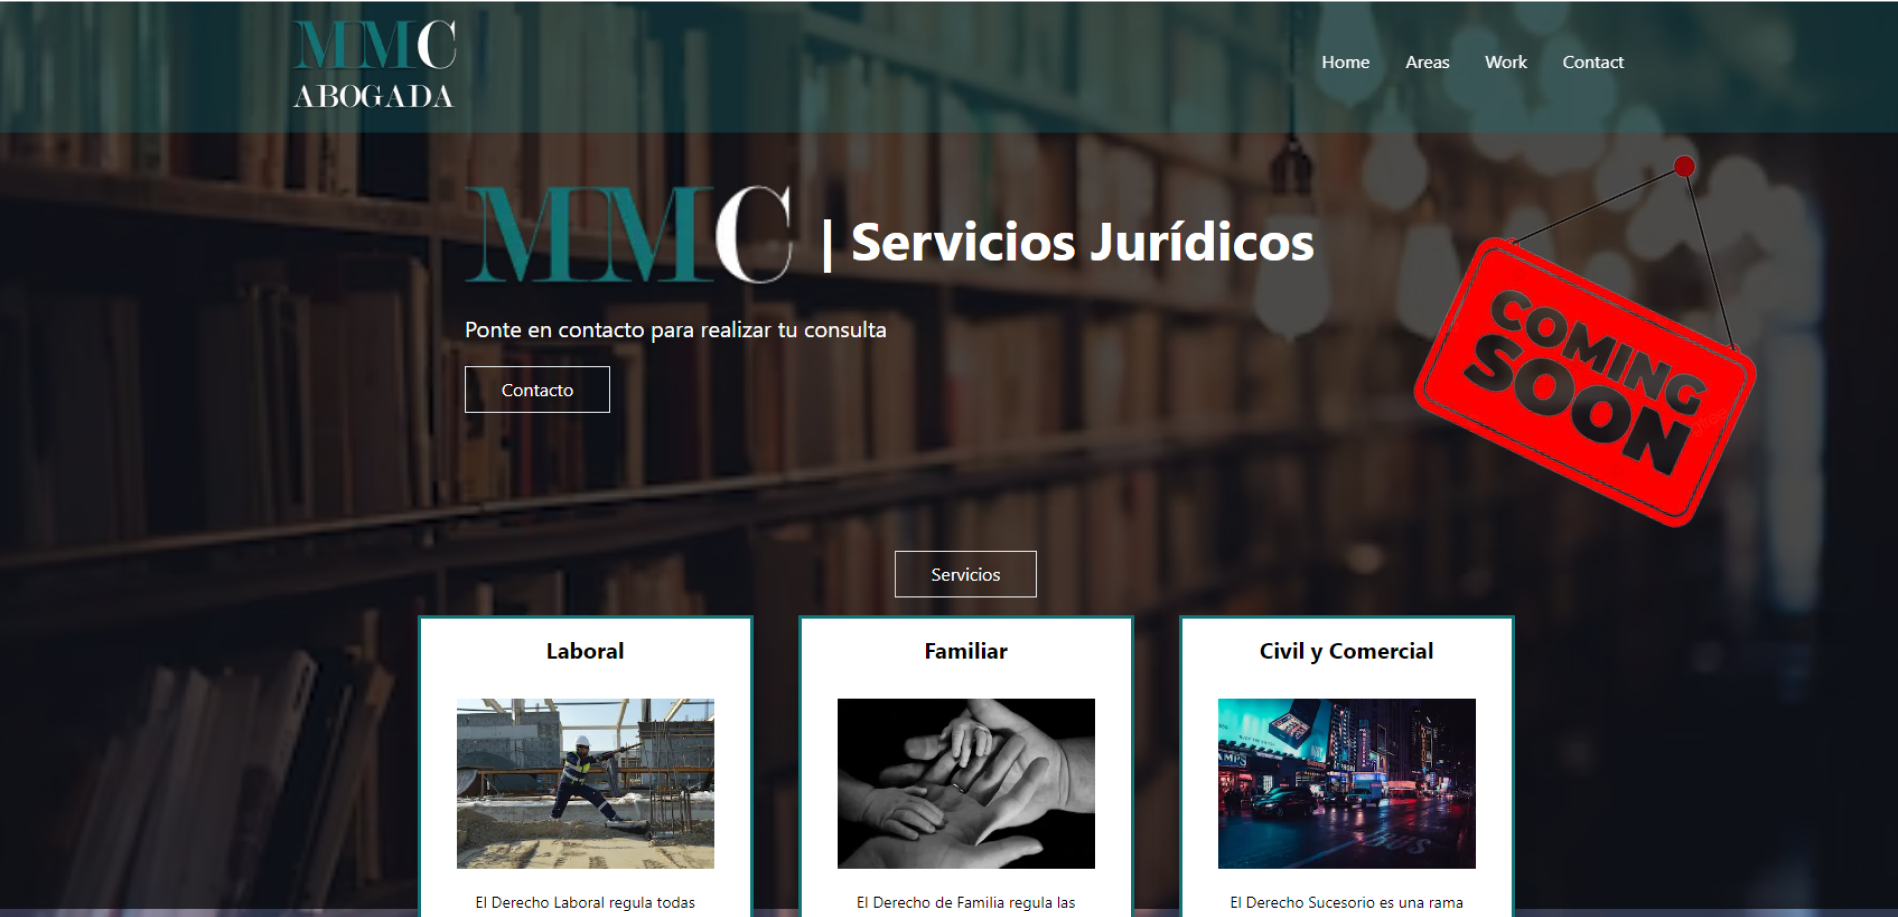 MMC
ABOGADA
Home Areas Work Contact
MMC | Servicios Jurídicos
Ponte en contacto para realizar tu consulta
Contacto
COMING
SOON
Servicios
Laboral
Familiar
Civil y Comercial
BUS
El Derecho Laboral regula todas
El Derecho de Familia regula las
El Derecho Sucesorio es una rama